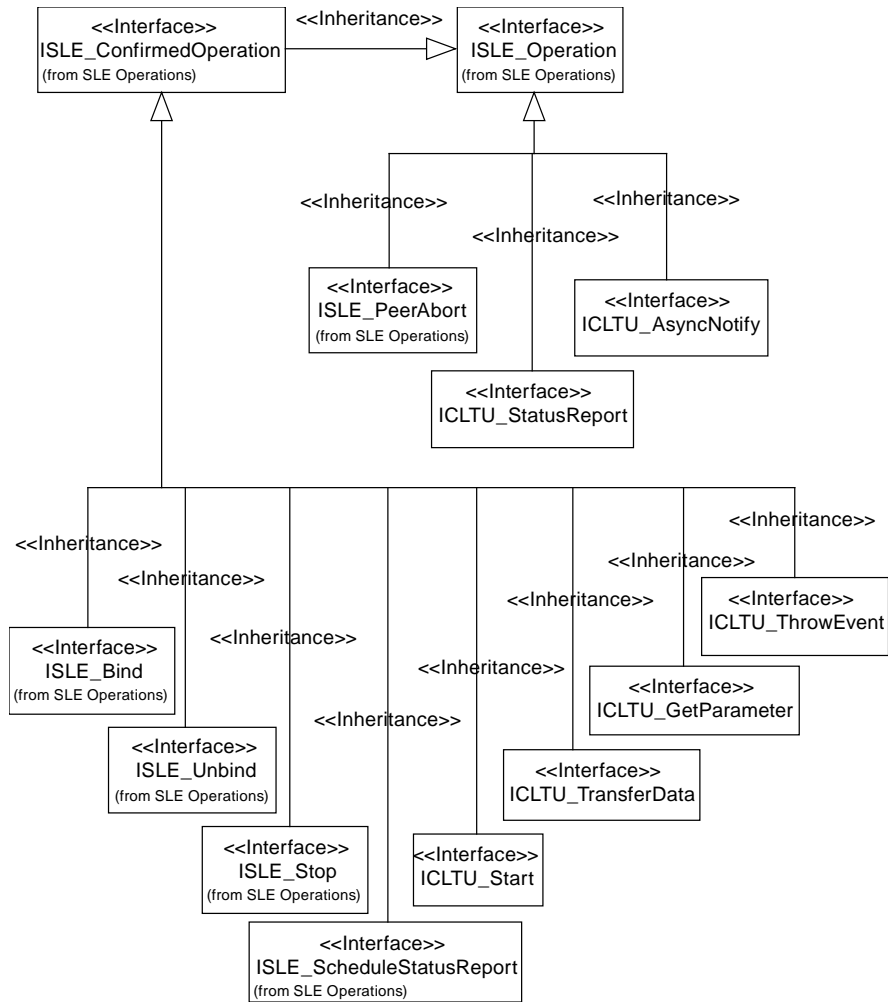 <<Interface>>
ISLE_ConfirmedOperation
(from SLE Operations)
<<Inheritance>>
<<Interface>>
ISLE_Operation
(from SLE Operations)
<<Inheritance>>
<<Inheritance>>
<<Inheritance>>
<<Interface>>
ISLE_PeerAbort
(from SLE Operations)
<<Interface>>
ICLTU_AsyncNotify
<<Interface>>
ICLTU_StatusReport
<<Inheritance>>
<<Inheritance>>
<<Inheritance>>
<<Inheritance>>
<<Inheritance>>
<<Inheritance>>
<<Inheritance>>
<<Inheritance>>
<<Interface>>
ISLE_Bind
(from SLE Operations)
<<Interface>>
ISLE_Unbind
(from SLE Operations)
<<Interface>>
ISLE_Stop
(from SLE Operations)
<<Interface>>
ISLE_ScheduleStatusReport
(from SLE Operations)
<<Interface>>
ICLTU_Start
<<Interface>>
ICLTU_TransferData
<<Interface>>
ICLTU_GetParameter
<<Interface>>
ICLTU_ThrowEvent